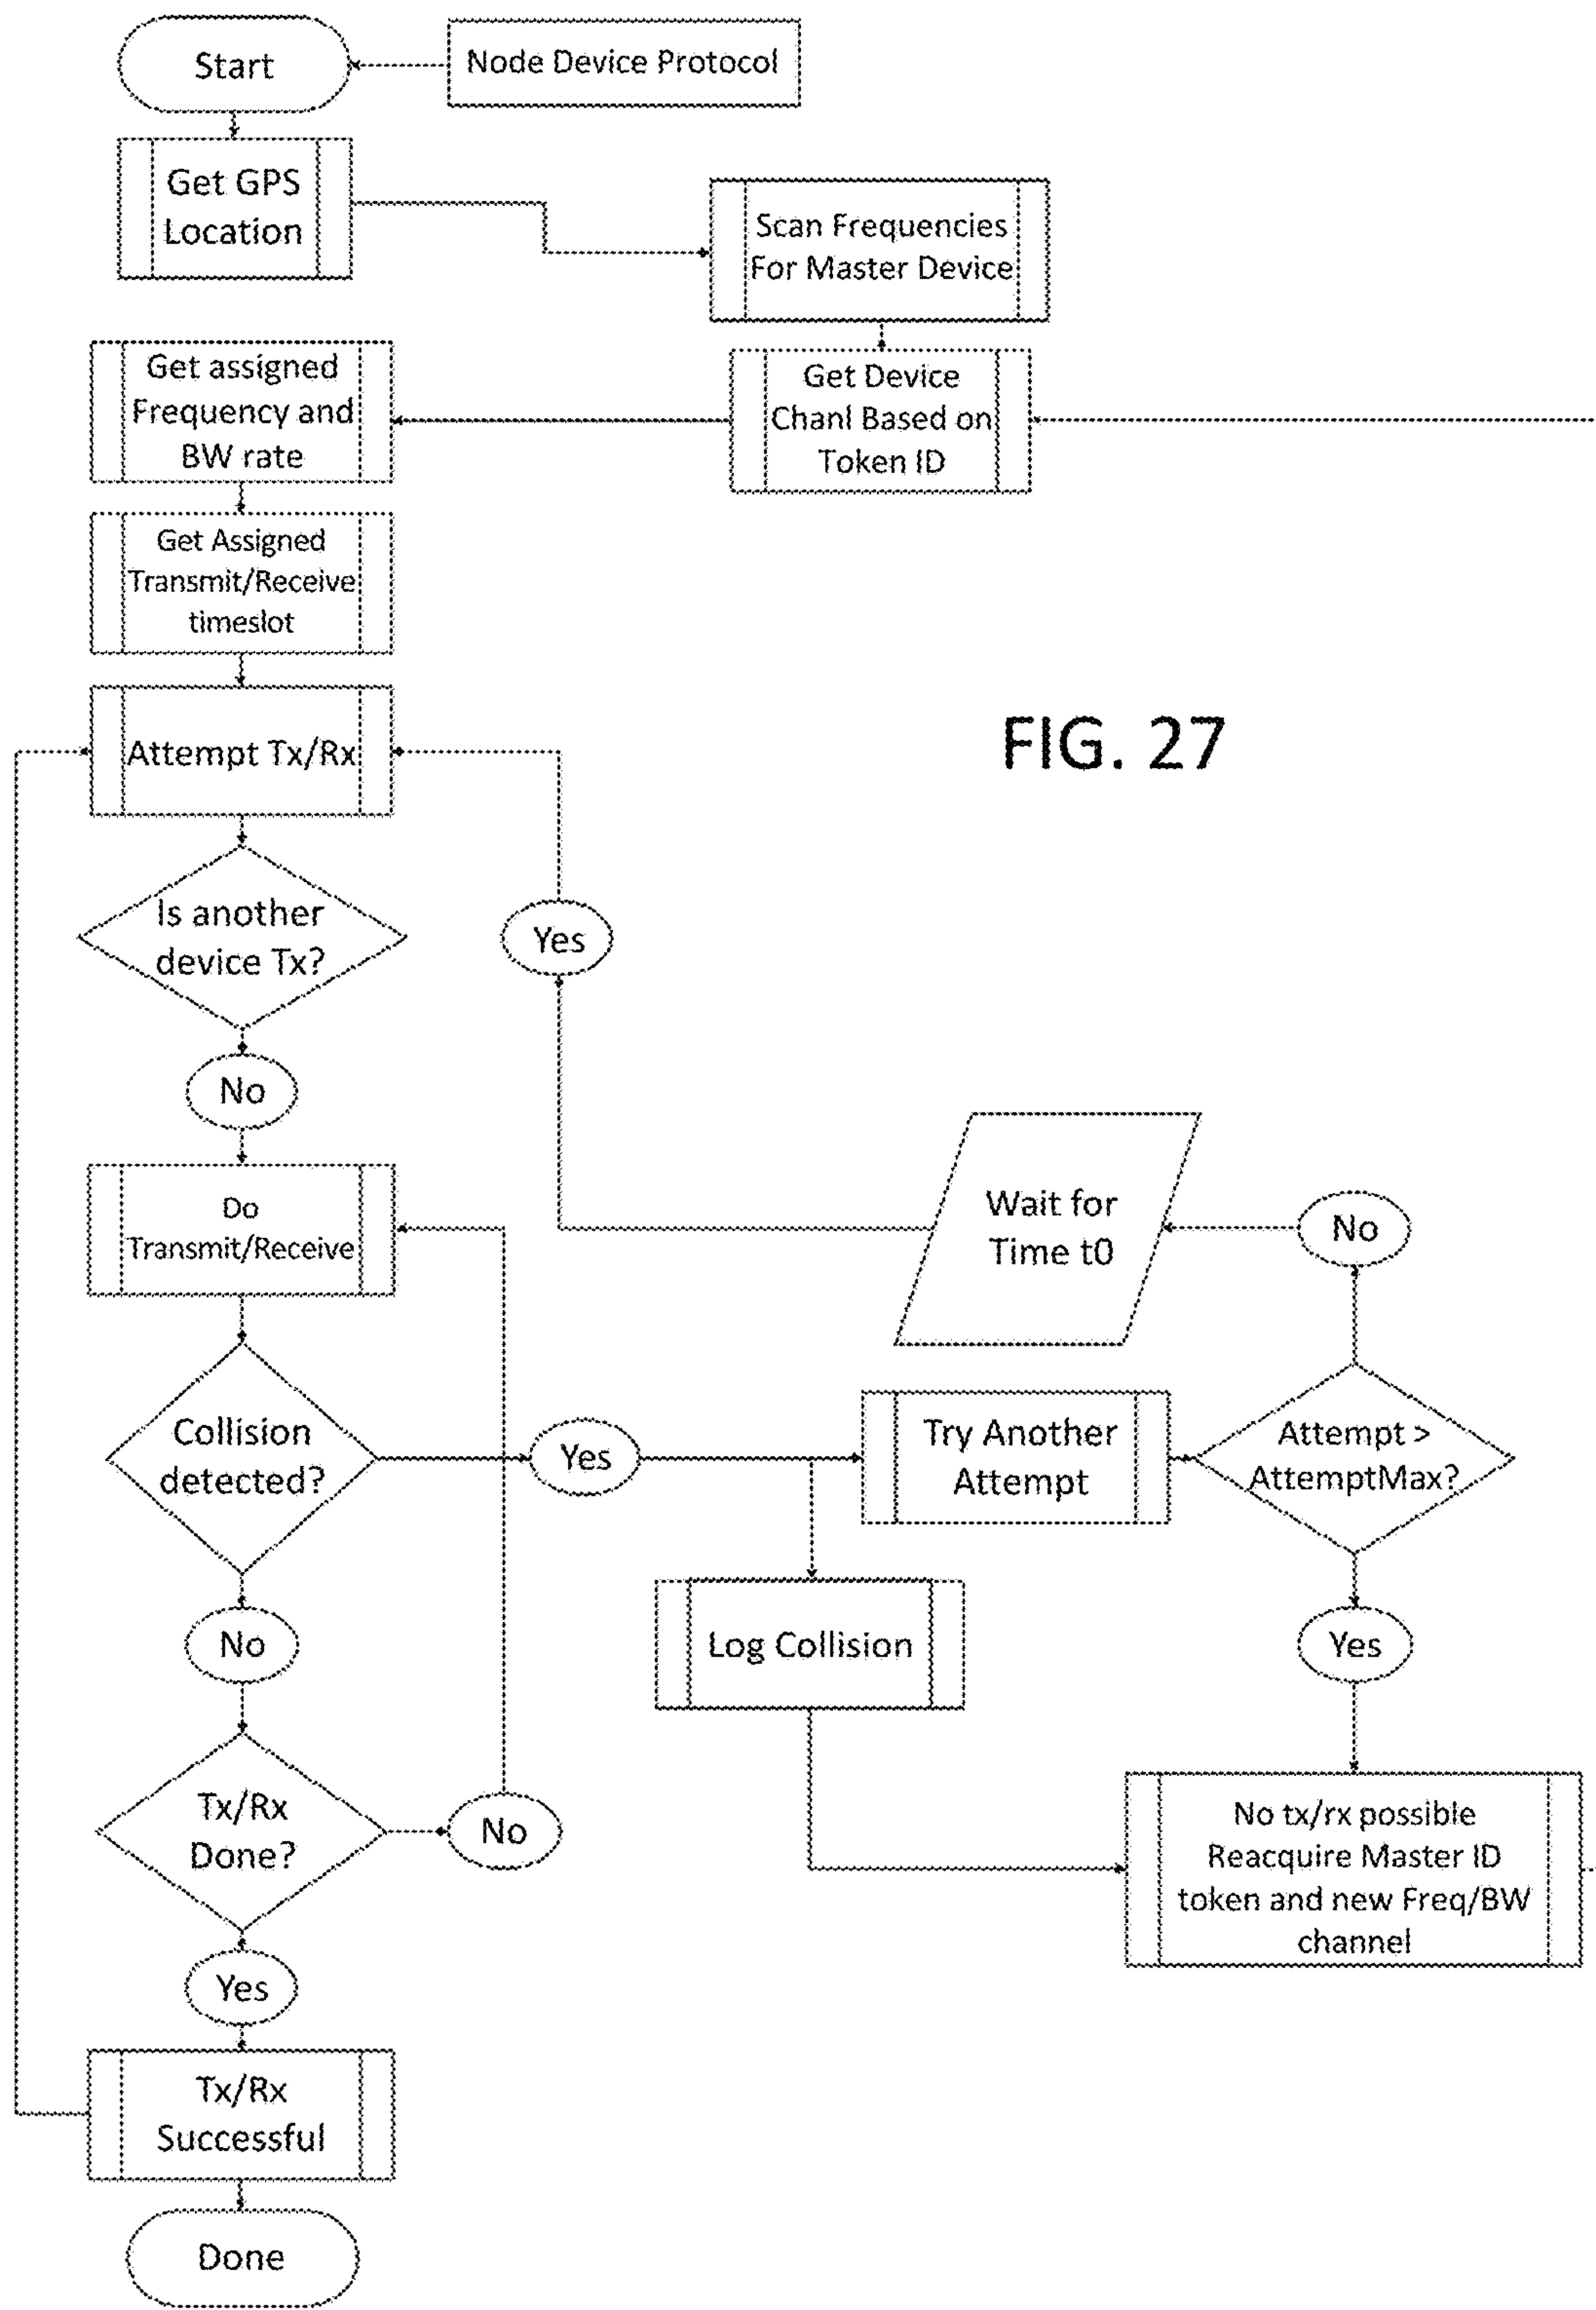 Start
Node Device Protocol
Get GPS
Location
Scan Frequencies
For Master Device
Get assigned
Frequency and
BW rate
Get Device
Chanl Based on
Token ID
Get Assigned
Transmit/Receive
timeslot
FIG. 27
Attempt Tx/Rx
Is another
device Tx?
Yes
No
Do
Transmit/Receive
Wait for
Time t0
No
Collision
detected?
Yes
Try Another
Attempt
Attempt >
AttemptMax?
No
Log Collision
Yes
Tx/Rx
Done?
No
No tx/rx possible
Reacquire Master ID
token and new Freq/BW
channel
Yes
Tx/Rx
Successful
Done